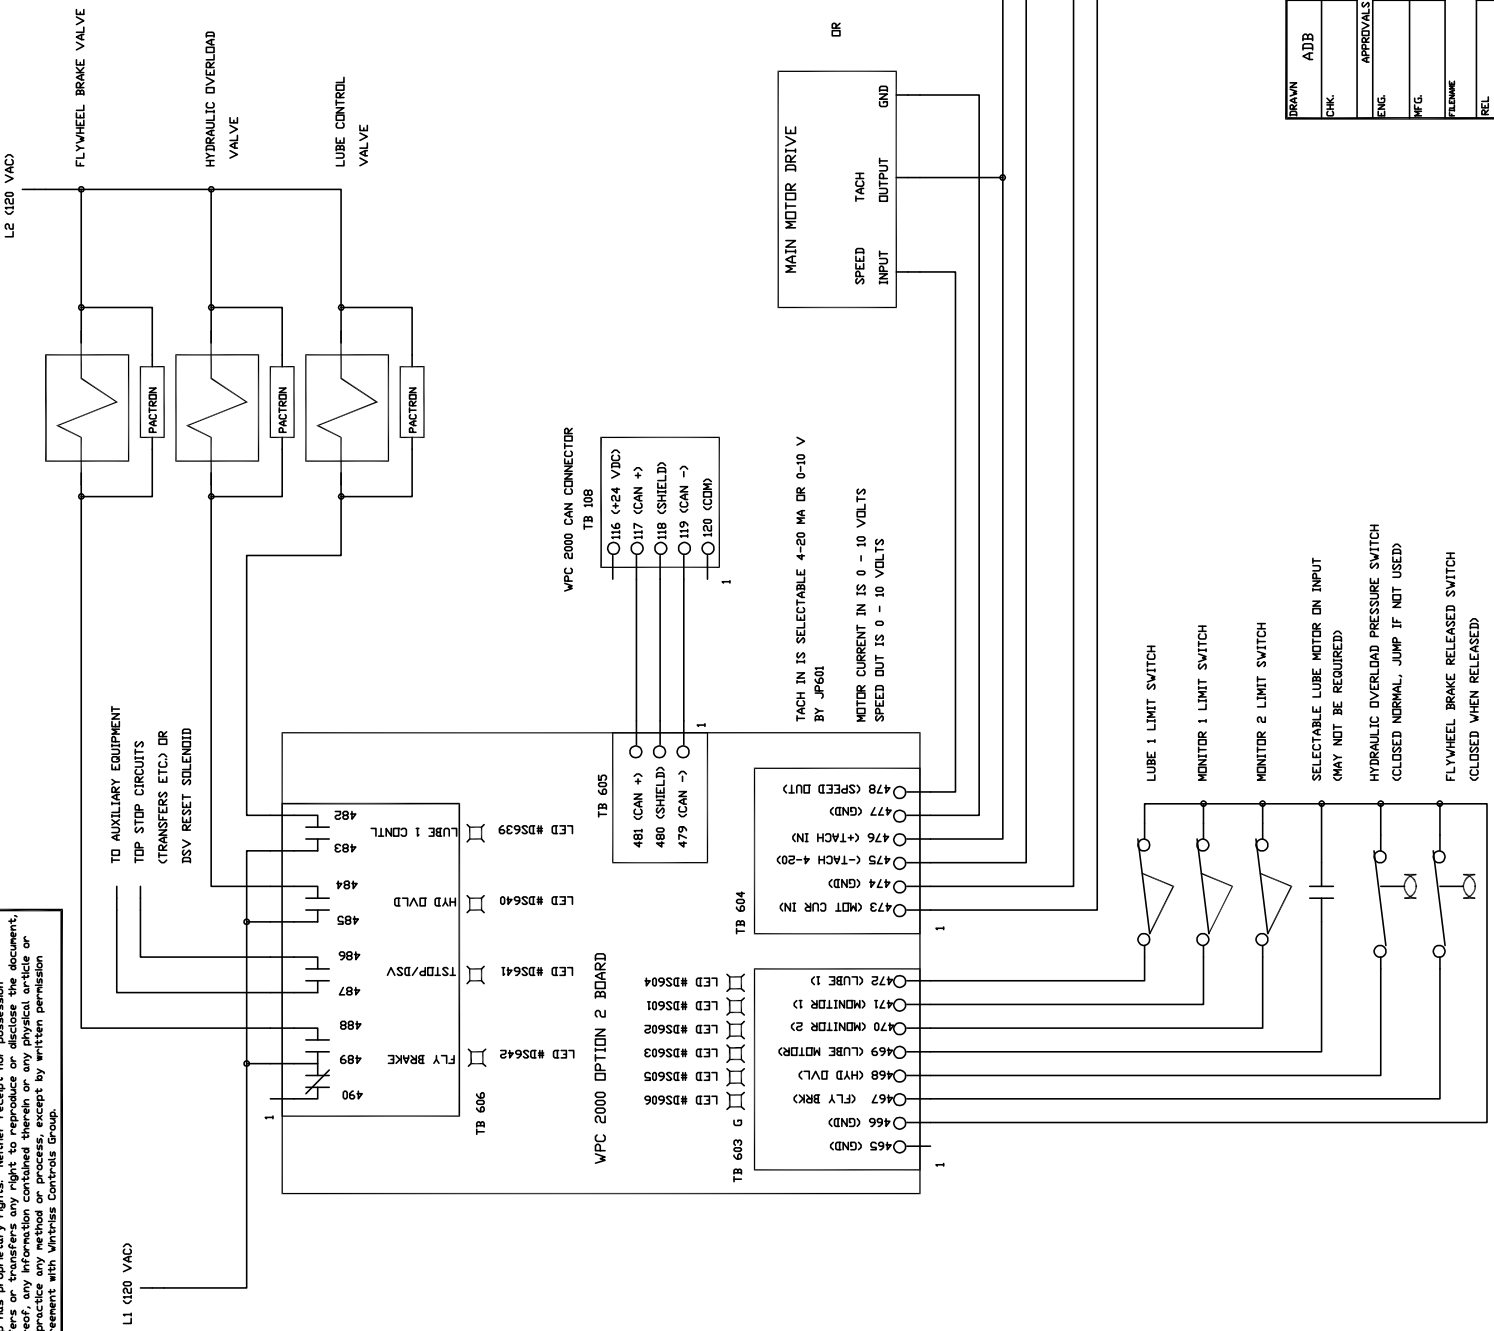 L2 (120 VAC)
FLYWHEEL BRAKE VALVE
HYDRAULIC OVERLOAD
VALVE
LUBE CONTROL
VALVE
PACTRON
PACTRON
PACTRON
OR
MAIN MOTOR DRIVE
SPEED
INPUT
TACH
OUTPUT
GND
DRAWN
ADB
CHK.
APPROVALS
ENG.
MFG.
FILENAME
REL
WPC 2000 CAN CONNECTOR
TB 108
116 (+24 VDC)
117 (CAN +)
118 (SHIELD)
119 (CAN -)
120 (COM)
1
TACH IN IS SELECTABLE 4-20 MA OR 0-10 V
BY JP601
MOTOR CURRENT IN IS 0 - 10 VOLTS
SPEED OUT IS 0 - 10 VOLTS
TO AUXILIARY EQUIPMENT
TOP STOP CIRCUITS
(TRANSFERS ETC.) OR
DSV RESET SOLENOID
TB 605
481 (CAN +)
480 (SHIELD)
479 (CAN -)
1
482
483
LUBE 1 CONTL
LED #DS639
484
485
HYD OVLD
LED #DS640
486
487
TSTOP/DSV
LED #DS641
488
489
490
FLY BRAKE
LED #DS642
1
TB 606
WPC 2000 OPTION 2 BOARD
TB 604
478 (SPEED OUT)
477 (GND)
476 (+TACH IN)
475 (-TACH 4-20)
474 (GND)
473 (MOT CUR IN)
1
LED #DS604
LED #DS601
LED #DS602
LED #DS603
LED #DS605
LED #DS606
TB 603 G
472 (LUBE 1)
471 (MONITOR 1)
470 (MONITOR 2)
469 (LUBE MOTOR)
468 (HYD OVL)
467 (FLY BRK)
466 (GND)
465 (GND)
1
LUBE 1 LIMIT SWITCH
MONITOR 1 LIMIT SWITCH
MONITOR 2 LIMIT SWITCH
SELECTABLE LUBE MOTOR ON INPUT
(MAY NOT BE REQUIRED)
HYDRAULIC OVERLOAD PRESSURE SWITCH
(CLOSED NORMAL, JUMP IF NOT USED)
FLYWHEEL BRAKE RELEASED SWITCH
(CLOSED WHEN RELEASED)
L1 (120 VAC)
has proprietary rights. Neither receipt nor possession
fers or transfers any right to reproduce or disclose the document,
reof, any information contained therein or any physical article or
practice any method or process, except by written permission
reement with Wintriss Controls Group.